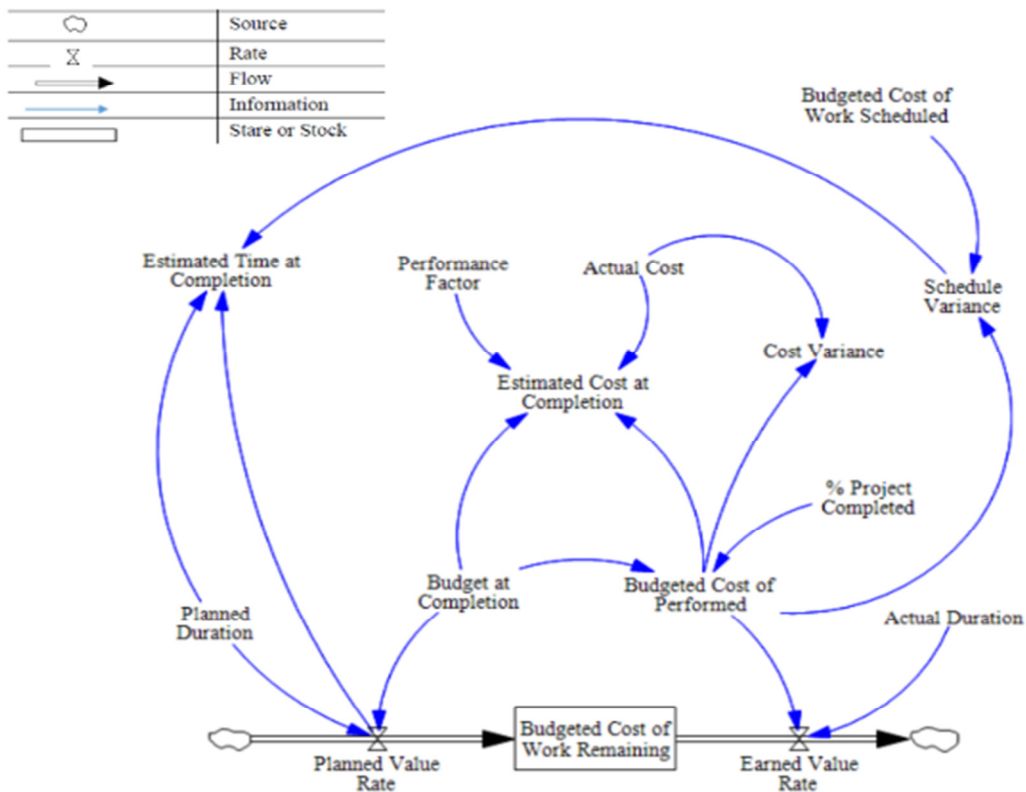 Source
Rate
Flow
Information
Stare or Stock
Budgeted Cost of
Work Scheduled
Estimated Time at
Completion
Performance
Factor
Actual Cost
Schedule
Variance
Cost Variance
Estimated Cost at
Completion
% Project
Completed
Budget at
Completion
Budgeted Cost of
Performed
Planned
Duration
Actual Duration
Budgeted Cost of
Work Remaining
Planned Value
Rate
Earned Value
Rate